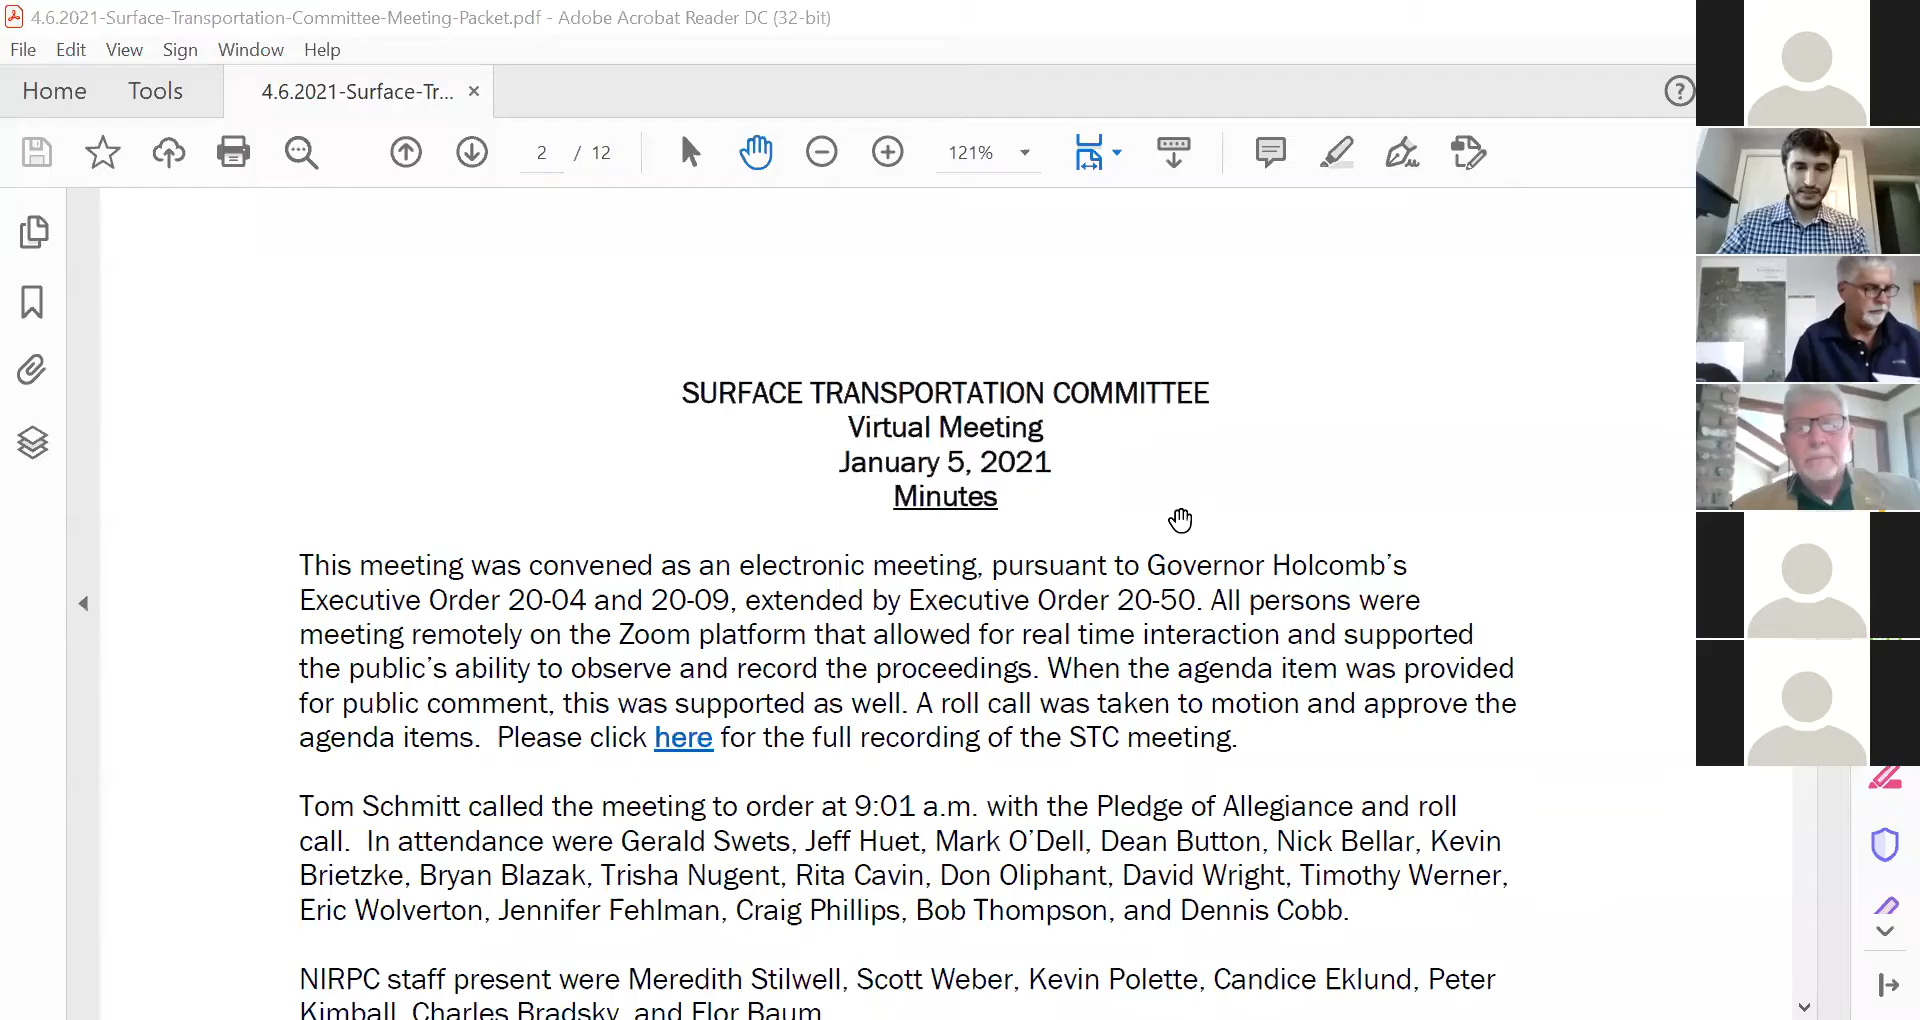 4.6.2021-Surface-Transportation-Committee-Meeting-Packet.pdf - Adobe Acrobat Reader DC (32-bit)
File Edit View Sign Window Help
Home Tools 4.6.2021-Surface-Tr... ×
2 / 12 121%
SURFACE TRANSPORTATION COMMITTEE
Virtual Meeting
January 5, 2021
Minutes
This meeting was convened as an electronic meeting, pursuant to Governor Holcomb's
Executive Order 20-04 and 20-09, extended by Executive Order 20-50. All persons were
meeting remotely on the Zoom platform that allowed for real time interaction and supported
the public's ability to observe and record the proceedings. When the agenda item was provided
for public comment, this was supported as well. A roll call was taken to motion and approve the
agenda items. Please click here for the full recording of the STC meeting.
Tom Schmitt called the meeting to order at 9:01 a.m. with the Pledge of Allegiance and roll
call. In attendance were Gerald Swets, Jeff Huet, Mark O'Dell, Dean Button, Nick Bellar, Kevin
Brietzke, Bryan Blazak, Trisha Nugent, Rita Cavin, Don Oliphant, David Wright, Timothy Werner,
Eric Wolverton, Jennifer Fehlman, Craig Phillips, Bob Thompson, and Dennis Cobb.
NIRPC staff present were Meredith Stilwell, Scott Weber, Kevin Polette, Candice Eklund, Peter
Kimball, Charles Bradsky, and Flor Baum